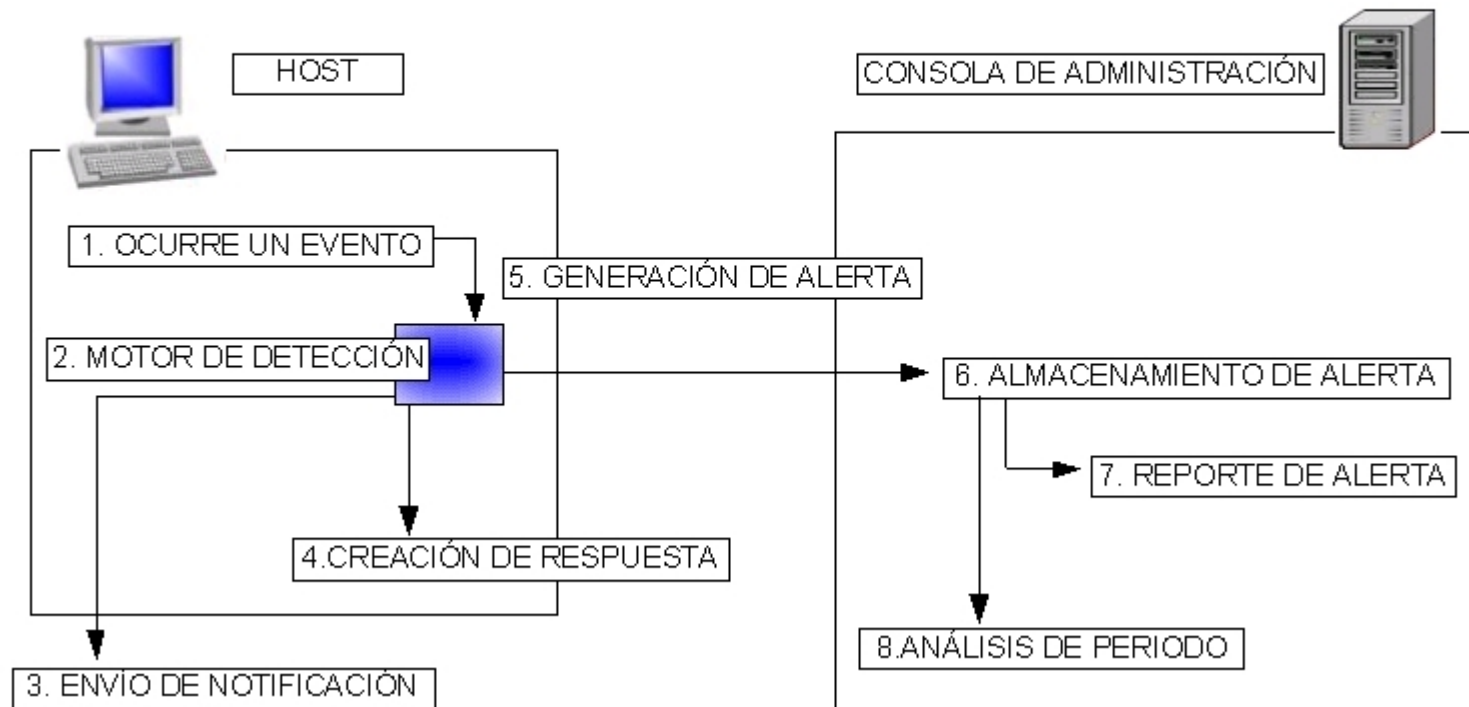 HOST
CONSOLA DE ADMINISTRACIÓN
1. OCURRE UN EVENTO
5. GENERACIÓN DE ALERTA
2. MOTOR DE DETECCIÓN
6. ALMACENAMIENTO DE ALERTA
7. REPORTE DE ALERTA
4.CREACIÓN DE RESPUESTA
8.ANÁLISIS DE PERIODO
3. ENVÍO DE NOTIFICACIÓN